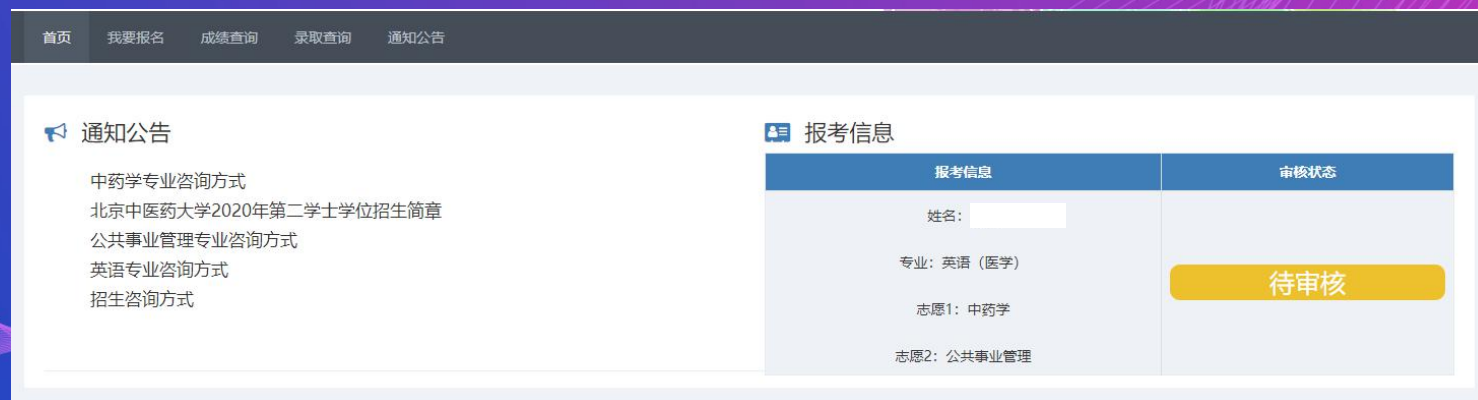 首页 我要报名 成绩查询 录取查询 通知公告
通知公告
中药学专业咨询方式
北京中医药大学2020年第二学士学位招生简章
公共事业管理专业咨询方式
英语专业咨询方式
招生咨询方式
报考信息
报考信息 审核状态
姓名：
专业：英语（医学）
志愿1：中药学
志愿2：公共事业管理
待审核